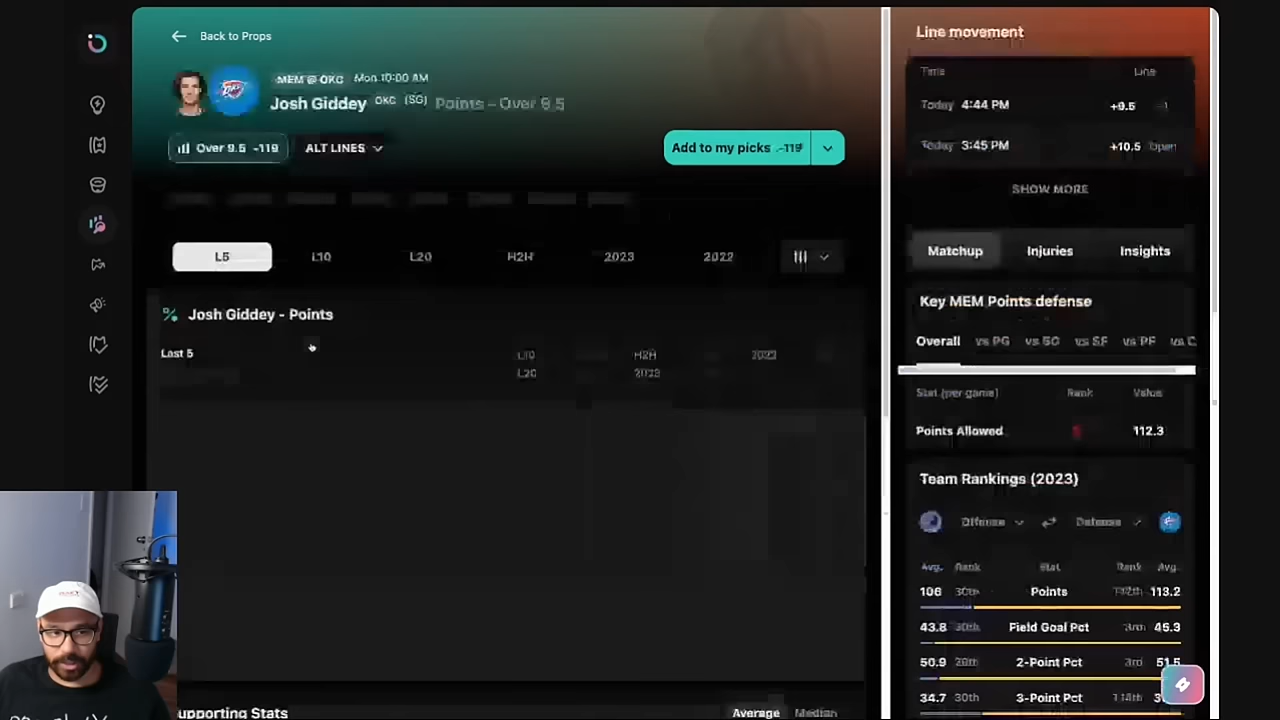 Back to Props
MEM @ OKC Mon 10:00 AM
Josh Giddey OKC (SG) Points - Over 9.5
Over 9.5 -119
ALT LINES
Add to my picks -119
L5
L10
L20
H2H
2023
2022
Josh Giddey - Points
Last 5
L10
H2H
2023
L20
Supporting Stats
Average
Median
Line movement
Time
Line
Today 4:44 PM
+9.5
-1
Today 3:45 PM
+10.5 Open
SHOW MORE
Matchup
Injuries
Insights
Key MEM Points defense
Overall
vs PG
vs SG
vs SF
vs PF
vs C
Stat (per game)
Rank
Value
Points Allowed
112.3
Team Rankings (2023)
Offense
Defense
Avg. Rank Stat Rank Avg.
106 30th Points 113.2
43.8 30th Field Goal Pct 3rd 45.3
50.9 2-Point Pct 3rd 51.5
34.7 30th 3-Point Pct